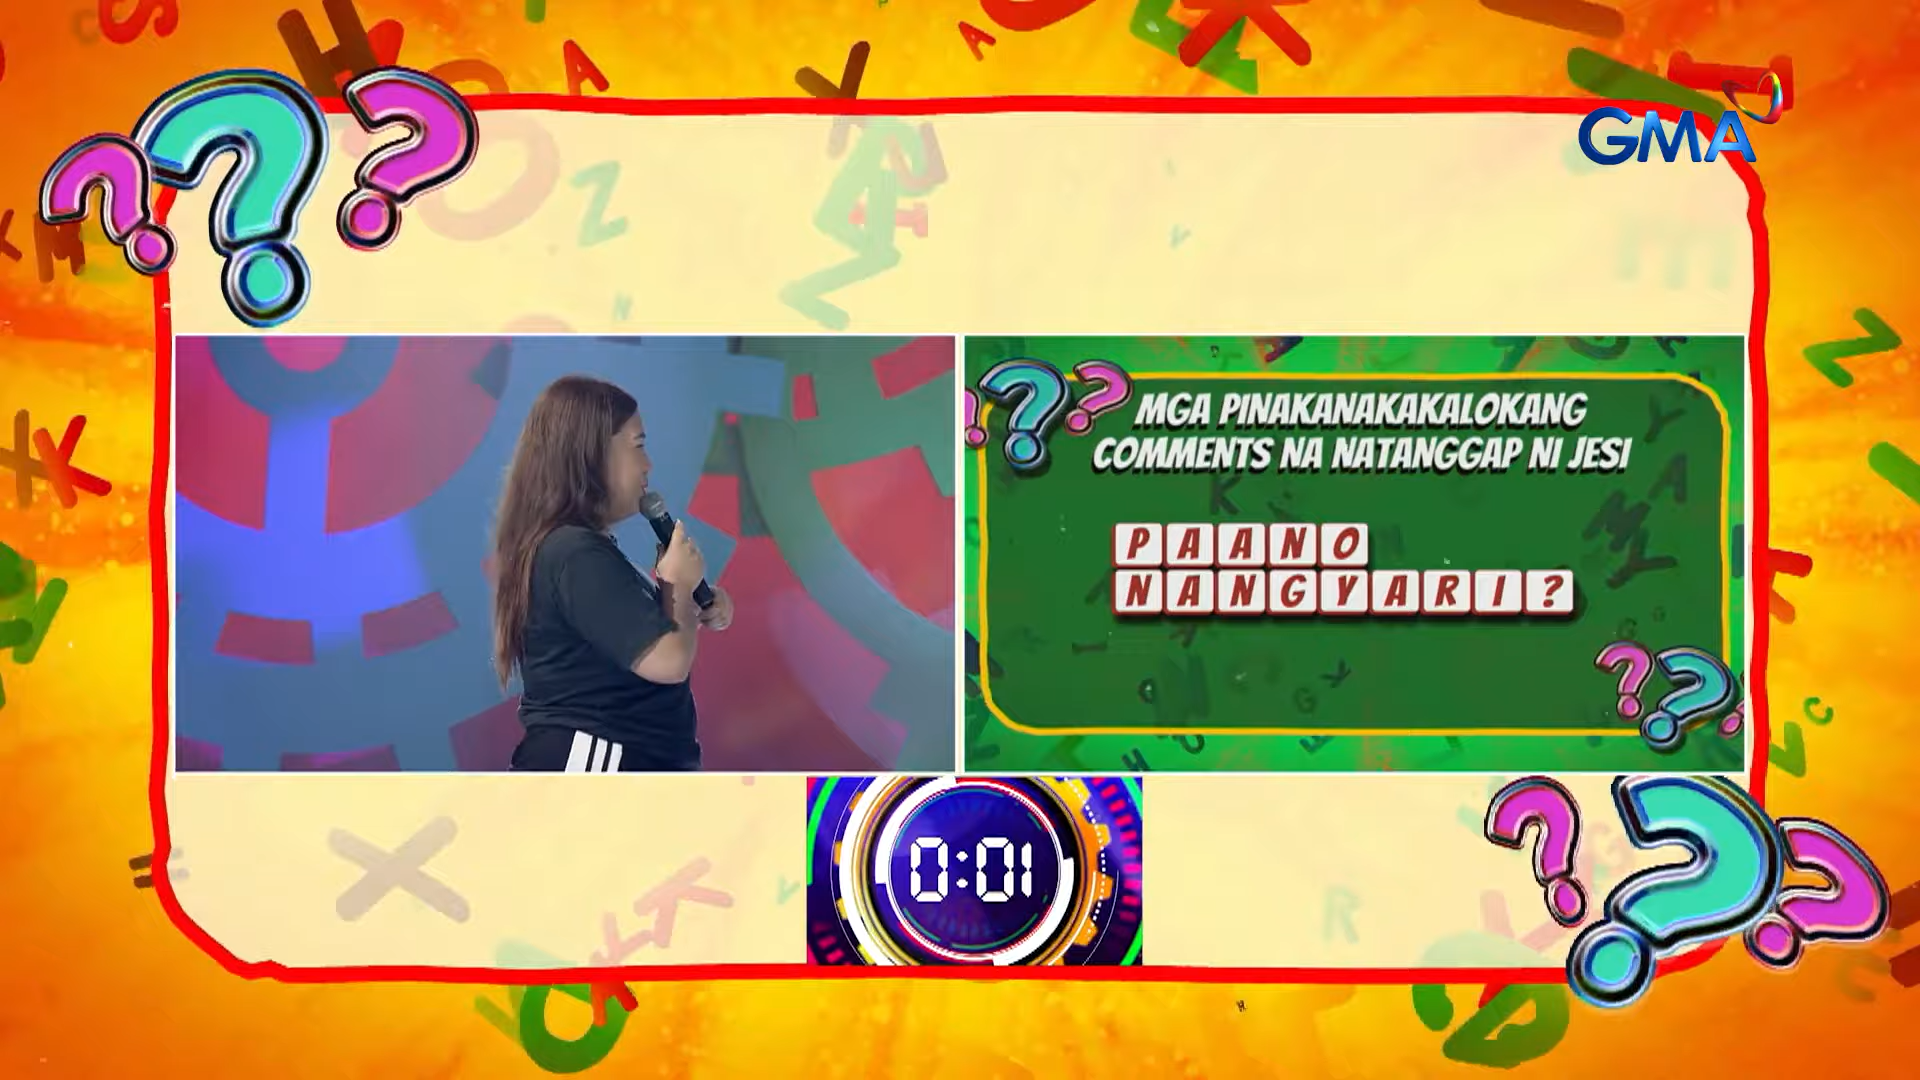 GMA
MGA PINAKANAKAKALOKANG
COMMENTS NA NATANGGAP NI JESI
PAANO
NANGYARI?
0:01